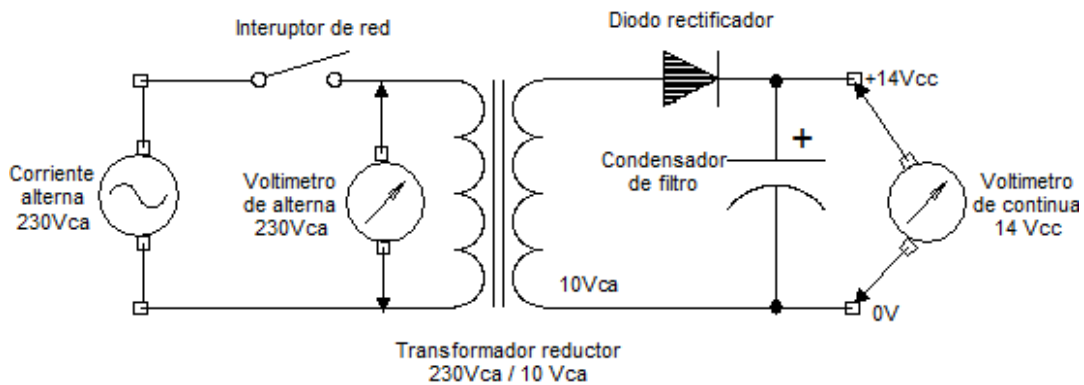 Interuptor de red
Diodo rectificador
+14Vcc
Corriente
alterna
230Vca
Voltimetro
de alterna
230Vca
Condensador
de filtro
+
Voltimetro
de continua
14 Vcc
10Vca
0V
Transformador reductor
230Vca / 10 Vca